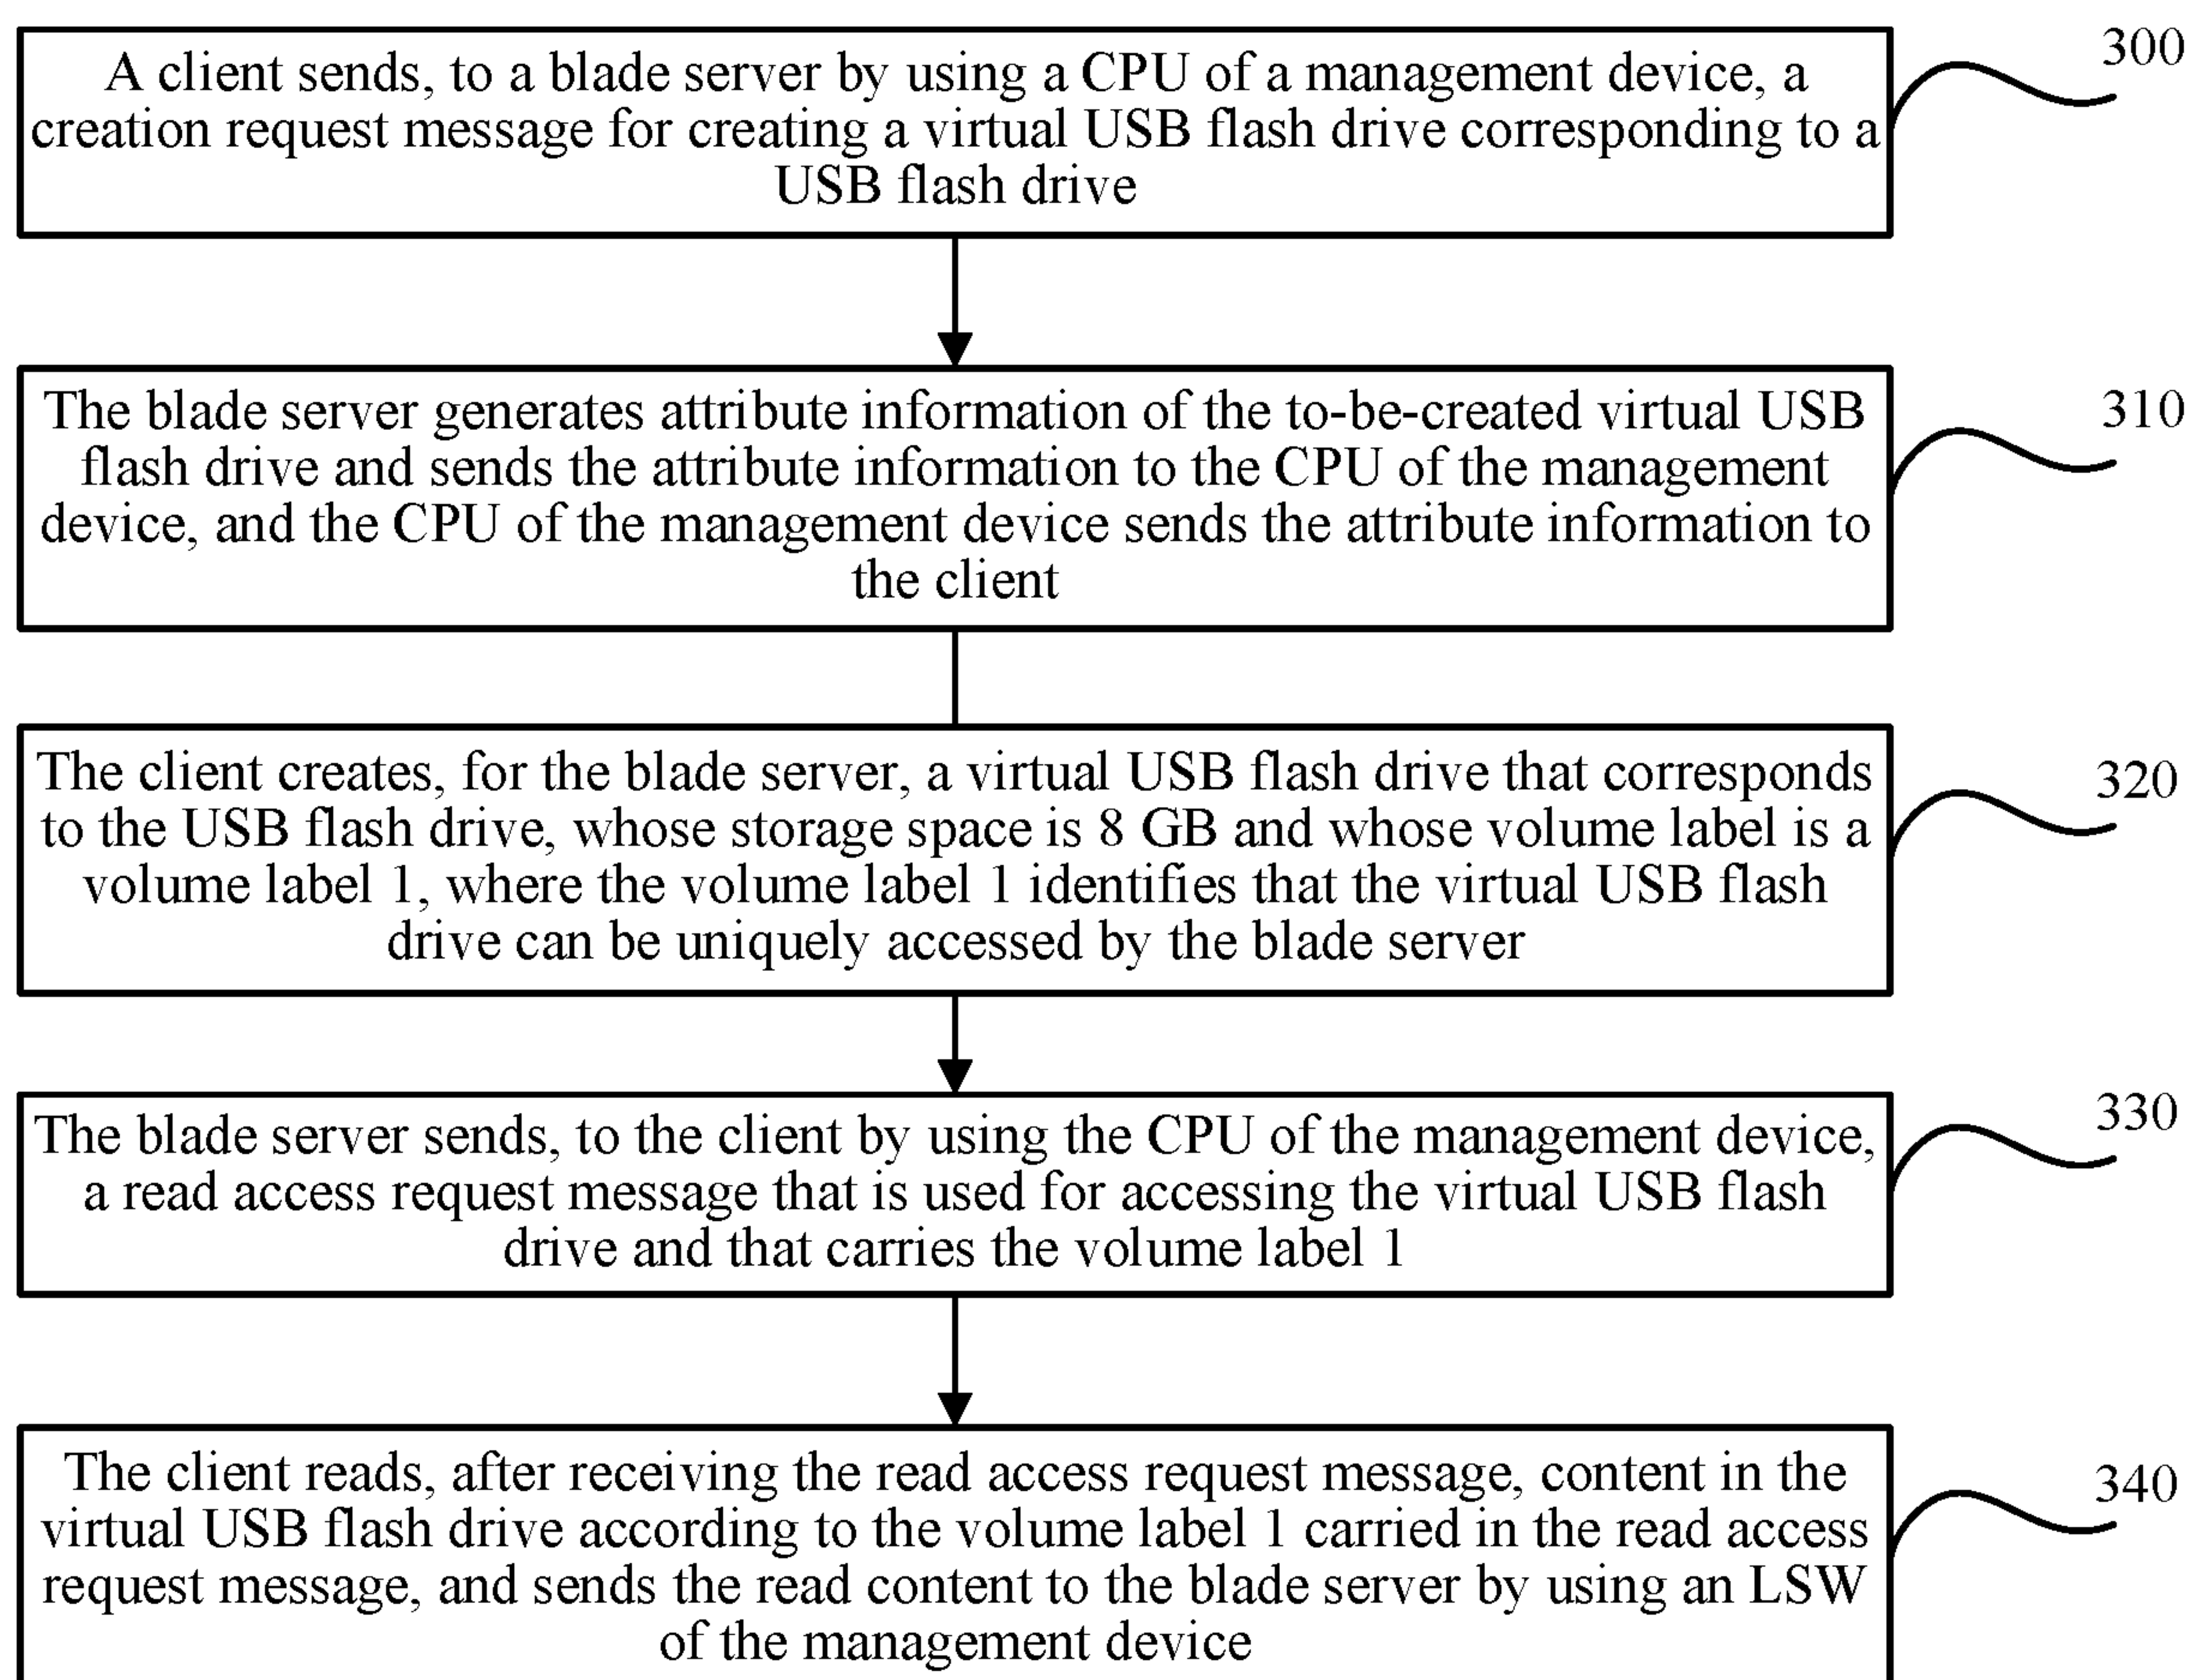 A client sends, to a blade server by using a CPU of a management device, a
creation request message for creating a virtual USB flash drive corresponding to a
USB flash drive
300
The blade server generates attribute information of the to-be-created virtual USB
flash drive and sends the attribute information to the CPU of the management
device, and the CPU of the management device sends the attribute information to
the client
310
The client creates, for the blade server, a virtual USB flash drive that corresponds
to the USB flash drive, whose storage space is 8 GB and whose volume label is a
volume label 1, where the volume label 1 identifies that the virtual USB flash
drive can be uniquely accessed by the blade server
320
The blade server sends, to the client by using the CPU of the management device,
a read access request message that is used for accessing the virtual USB flash
drive and that carries the volume label 1
330
The client reads, after receiving the read access request message, content in the
virtual USB flash drive according to the volume label 1 carried in the read access
request message, and sends the read content to the blade server by using an LSW
of the management device
340